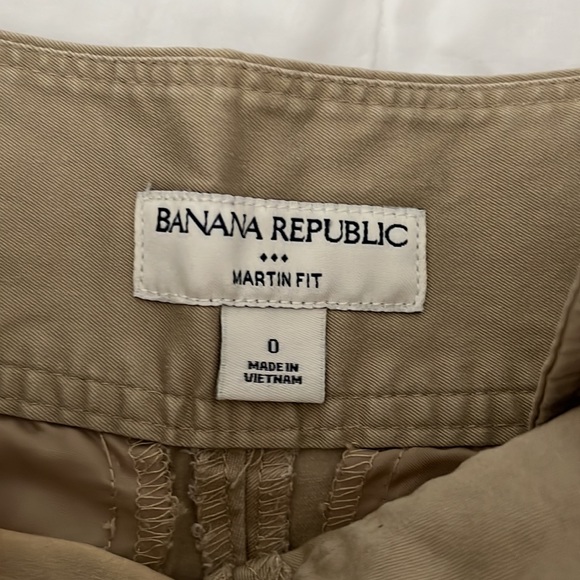 BANANA REPUBLIC
MARTIN FIT
0
MADE IN
VIETNAM